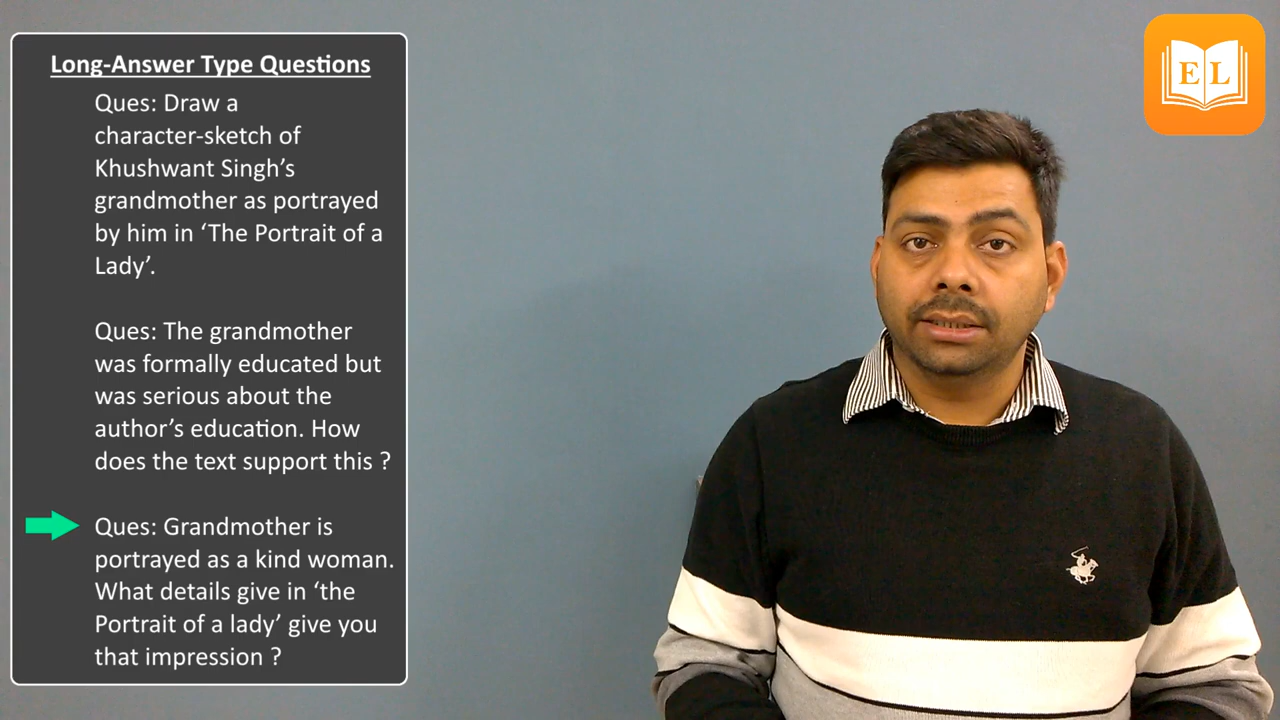 Long-Answer Type Questions
Ques: Draw a
character-sketch of
Khushwant Singh's
grandmother as portrayed
by him in ‘The Portrait of a
Lady’.
Ques: The grandmother
was formally educated but
was serious about the
author’s education. How
does the text support this ?
Ques: Grandmother is
portrayed as a kind woman.
What details give in ‘the
Portrait of a lady’ give you
that impression ?
E L